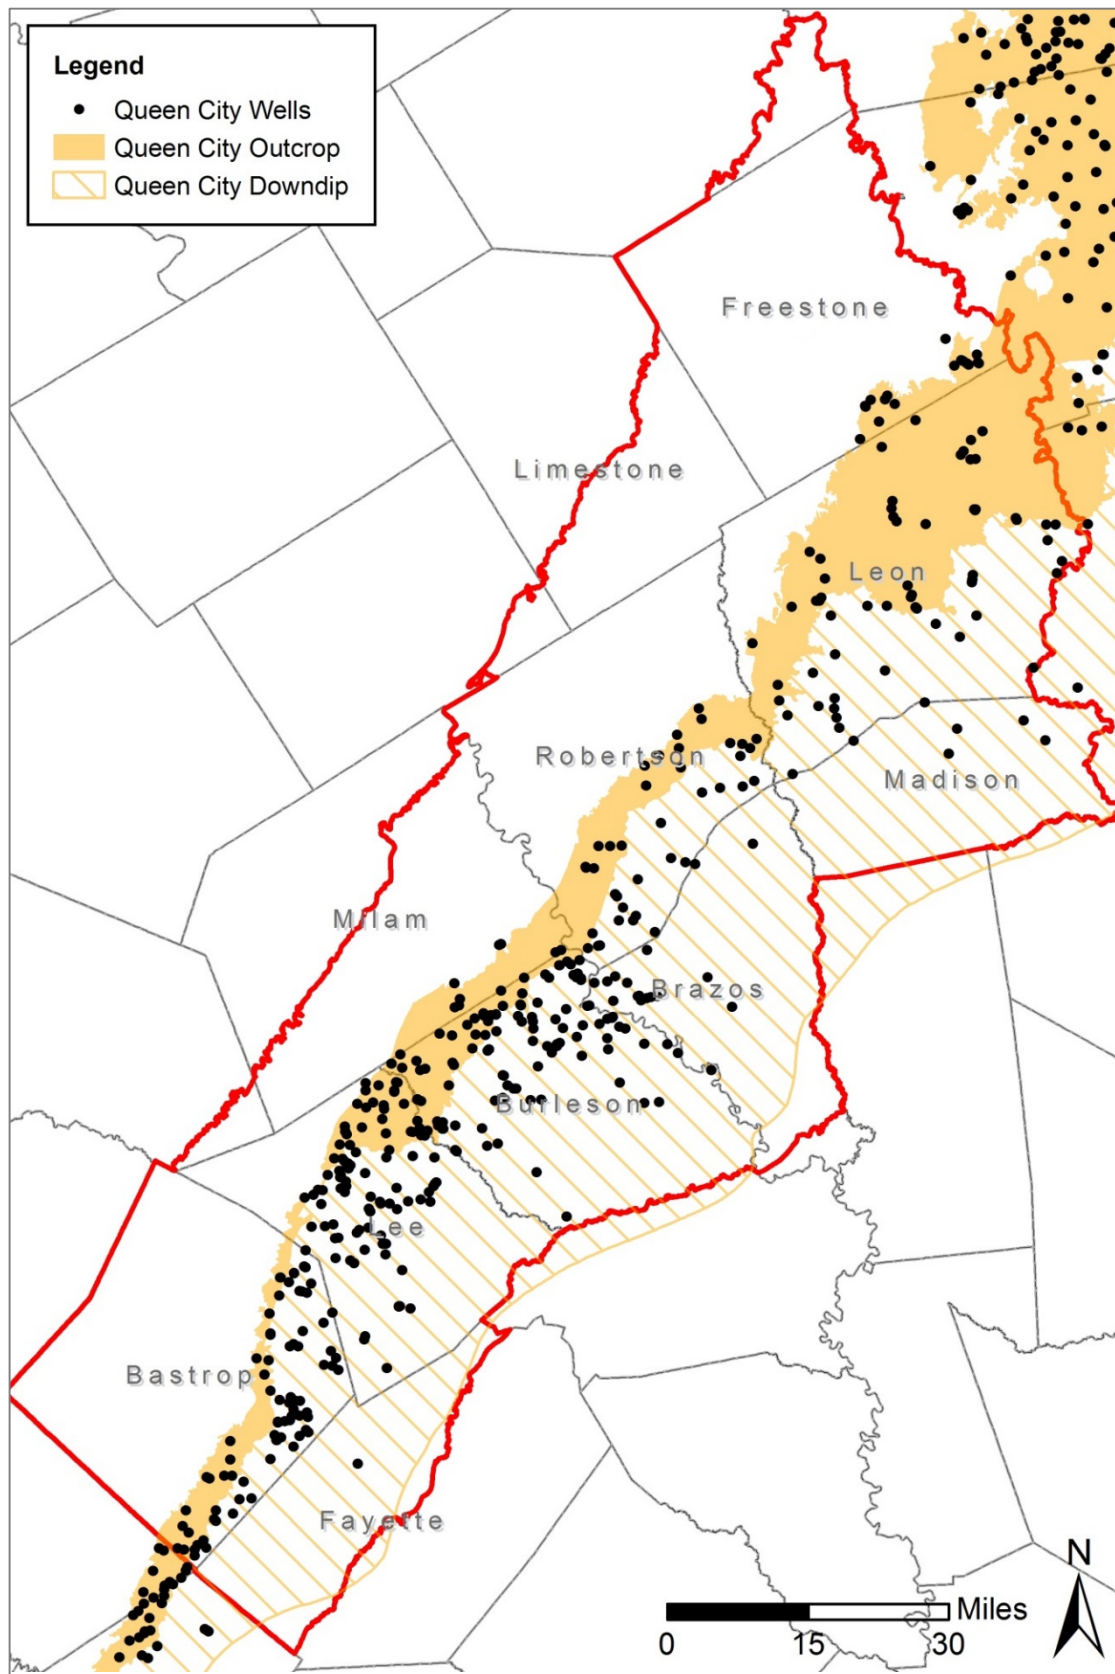 Legend
Queen City Wells
Queen City Outcrop
Queen City Downdip
Freestone
Limestone
Leon
Robertson
Madison
Milam
Brazos
Burleson
Lee
Bastrop
Fayette
N
Miles
0 15 30